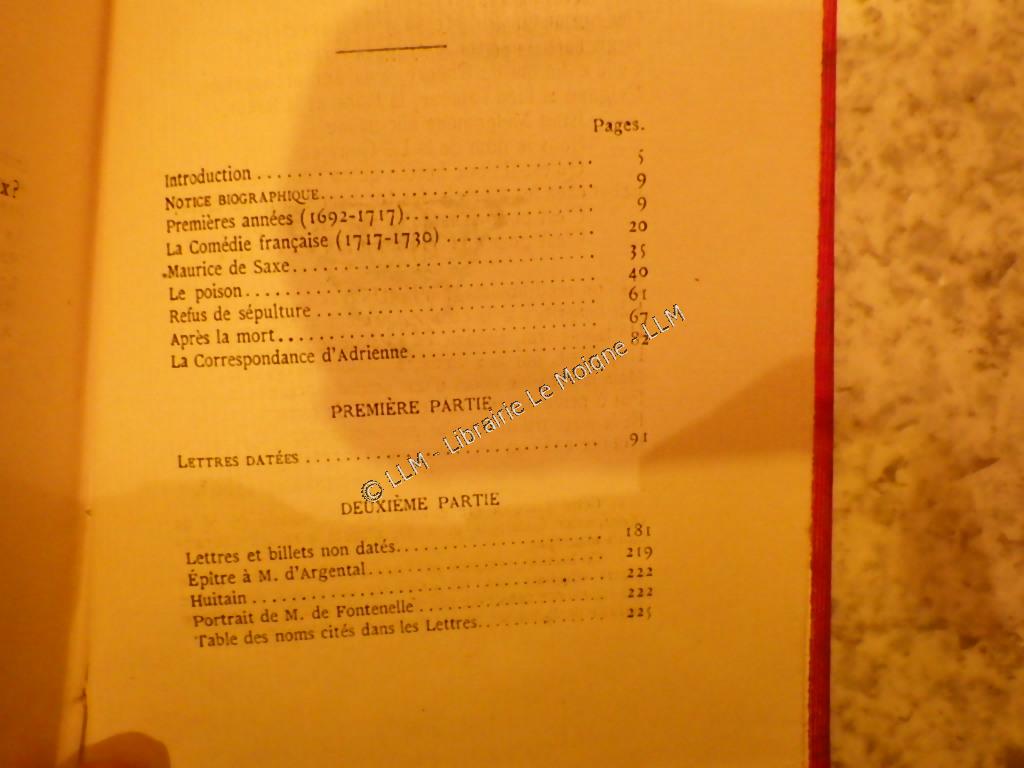 Pages.
Introduction . . . . . . . . . . . . . . . . . . . . . . . . . . . . . . 5
NOTICE BIOGRAPHIQUE. . . . . . . . . . . . . . . . . . . . . . . . . 9
Premières années (1692-1717). . . . . . . . . . . . . . . . . . 9
La Comédie française (1717-1730) . . . . . . . . . . . . . . 20
Maurice de Saxe. . . . . . . . . . . . . . . . . . . . . . . . . . . . 35
Le poison. . . . . . . . . . . . . . . . . . . . . . . . . . . . . . . . 40
Refus de sépulture . . . . . . . . . . . . . . . . . . . . . . . . . 61
Après la mort. . . . . . . . . . . . . . . . . . . . . . . . . . . . . 67
La Correspondance d'Adrienne. . . . . . . . . . . . . . . . . 82
PREMIÈRE PARTIE
LETTRES DATÉES . . . . . . . . . . . . . . . . . . . . . . . . . . . 91
DEUXIÈME PARTIE
Lettres et billets non datés. . . . . . . . . . . . . . . . . . . 181
Épître à M. d'Argental. . . . . . . . . . . . . . . . . . . . . . . 219
Huitain . . . . . . . . . . . . . . . . . . . . . . . . . . . . . . . . . 222
Portrait de M. de Fontenelle . . . . . . . . . . . . . . . . . . 222
Table des noms cités dans les Lettres. . . . . . . . . . . . 225
x?
© LLM - Librairie Le Moigne - LLM